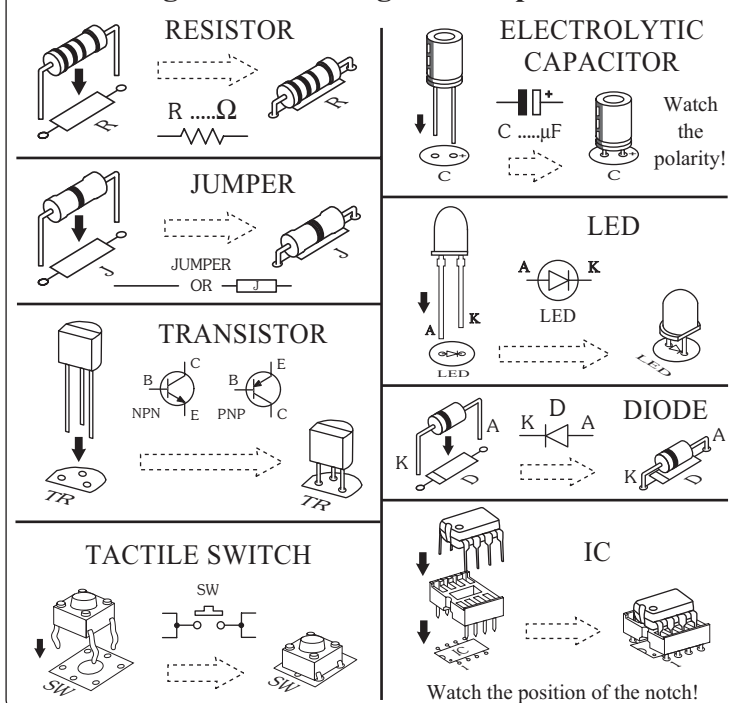 RESISTOR
R .....Ω
R
R
JUMPER
J
J
JUMPER
OR
J
TRANSISTOR
B
C
E
NPN
B
E
C
PNP
TR
TR
TACTILE SWITCH
SW
SW
SW
ELECTROLYTIC
CAPACITOR
+
C .....µF
+
C
+
C
Watch
the
polarity!
LED
A
K
LED
A
K
LED
LED
DIODE
D
K
A
K
A
D
K
A
D
IC
IC
Watch the position of the notch!